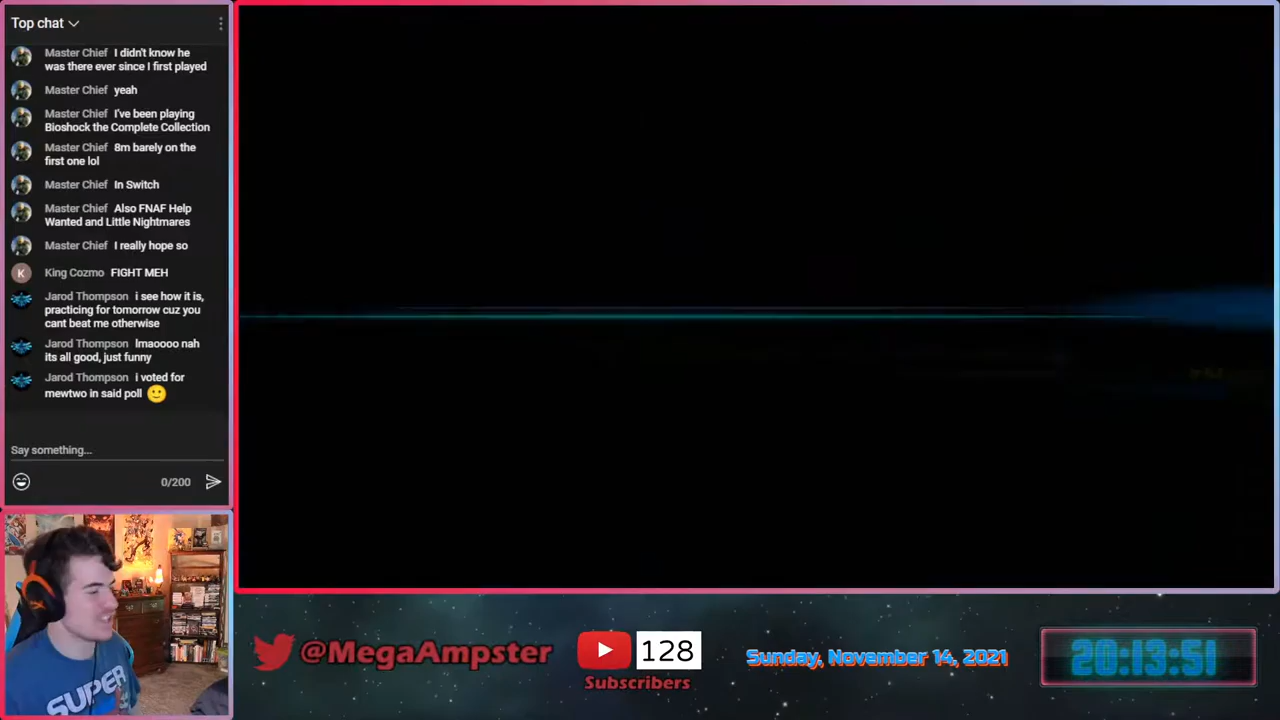 Top chat
Master Chief I didn't know he
was there ever since I first played
Master Chief yeah
Master Chief I've been playing
Bioshock the Complete Collection
Master Chief 8m barely on the
first one lol
Master Chief In Switch
Master Chief Also FNAF Help
Wanted and Little Nightmares
Master Chief I really hope so
K King Cozmo FIGHT MEH
Jarod Thompson i see how it is,
practicing for tomorrow cuz you
cant beat me otherwise
Jarod Thompson lmaoooo nah
its all good, just funny
Jarod Thompson i voted for
mewtwo in said poll
Say something...
0/200
SUPER
@MegaAmpster
128
Subscribers
Sunday, November 14, 2021
20:13:51